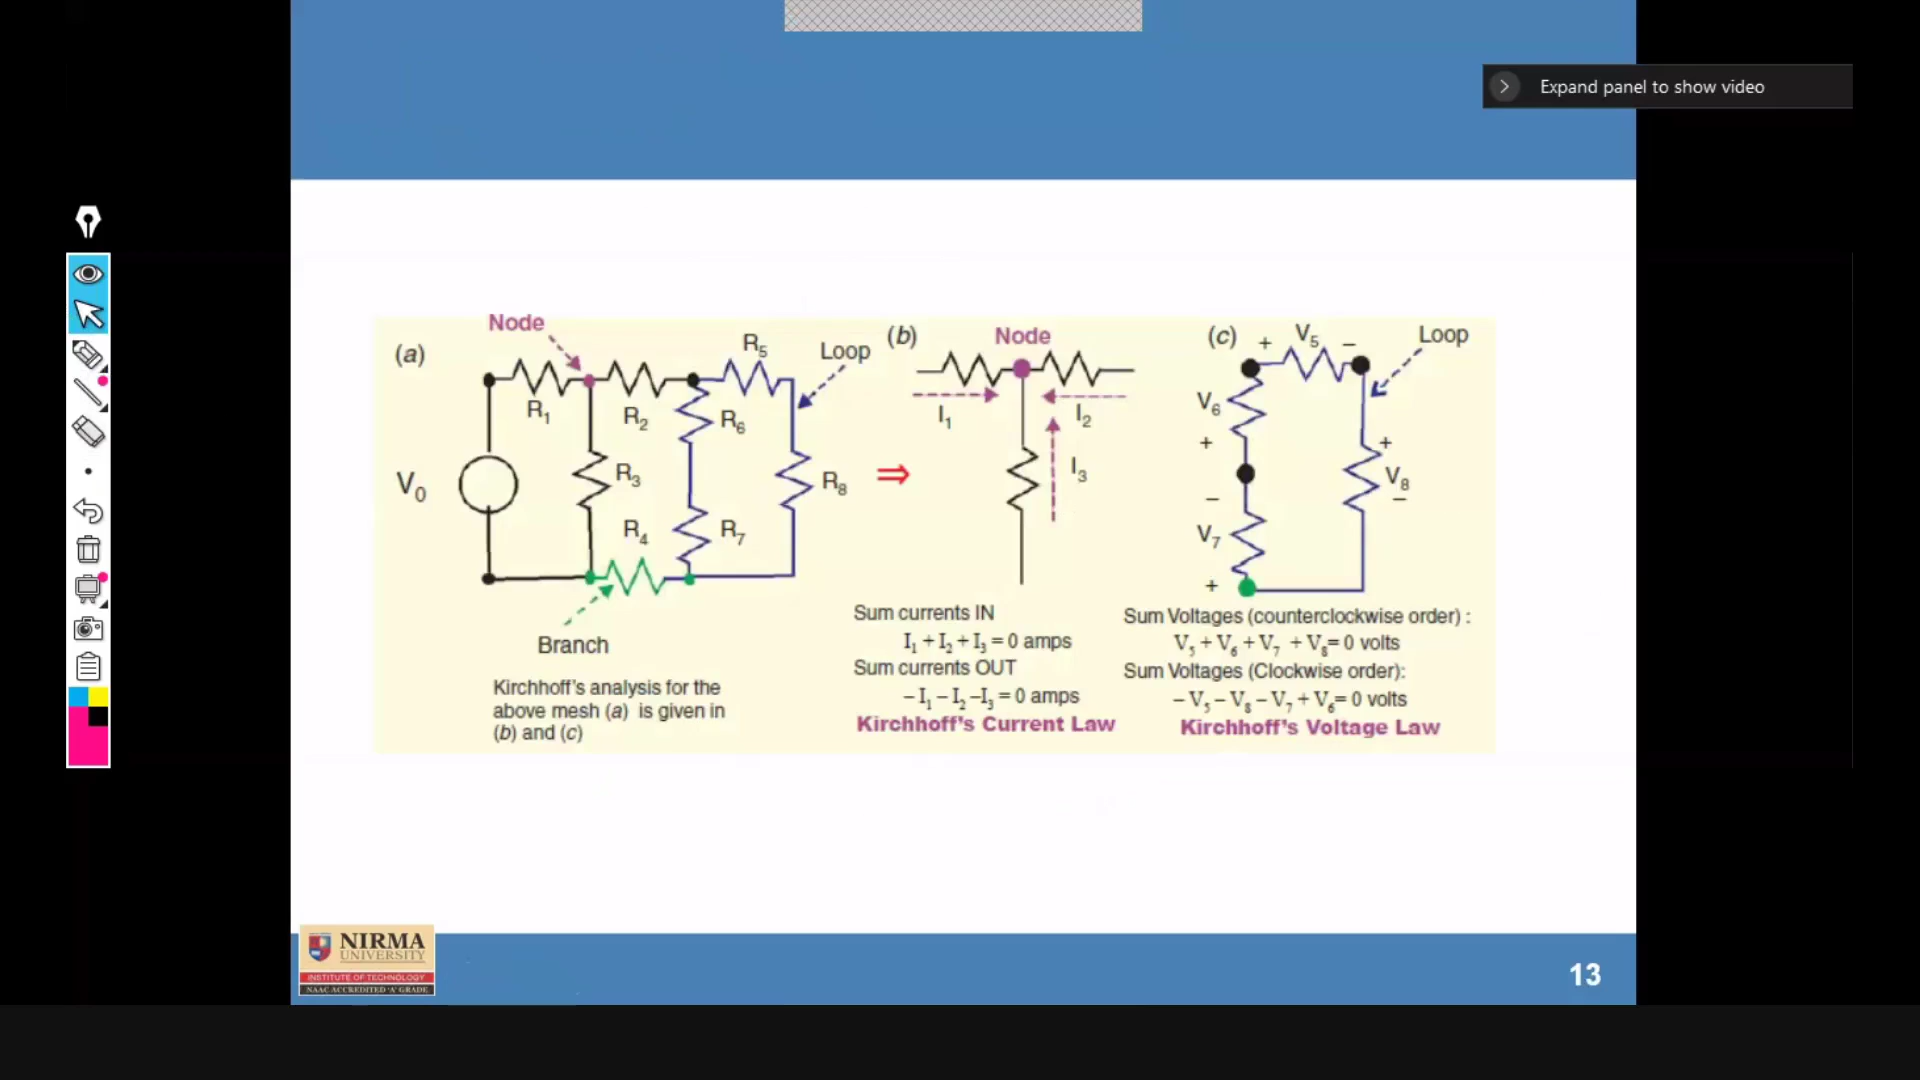 Expand panel to show video
(a)
Node
R₁
R₂
R₃
R₄
R₅
R₆
R₇
R₈
V₀
Loop
Branch
Kirchhoff's analysis for the
above mesh (a) is given in
(b) and (c)
⇒
(b)
Node
I₁
I₂
I₃
Sum currents IN
I₁ + I₂ + I₃ = 0 amps
Sum currents OUT
– I₁ – I₂ –I₃ = 0 amps
Kirchhoff's Current Law
(c)
+ V₅ –
Loop
V₆
+
–
V₇
+
+
V₈
–
Sum Voltages (counterclockwise order) :
V₅ + V₆ + V₇ + V₈= 0 volts
Sum Voltages (Clockwise order):
– V₅ – V₈ – V₇ + V₆= 0 volts
Kirchhoff's Voltage Law
NIRMA
UNIVERSITY
INSTITUTE OF TECHNOLOGY
NAAC ACCREDITED 'A' GRADE
13